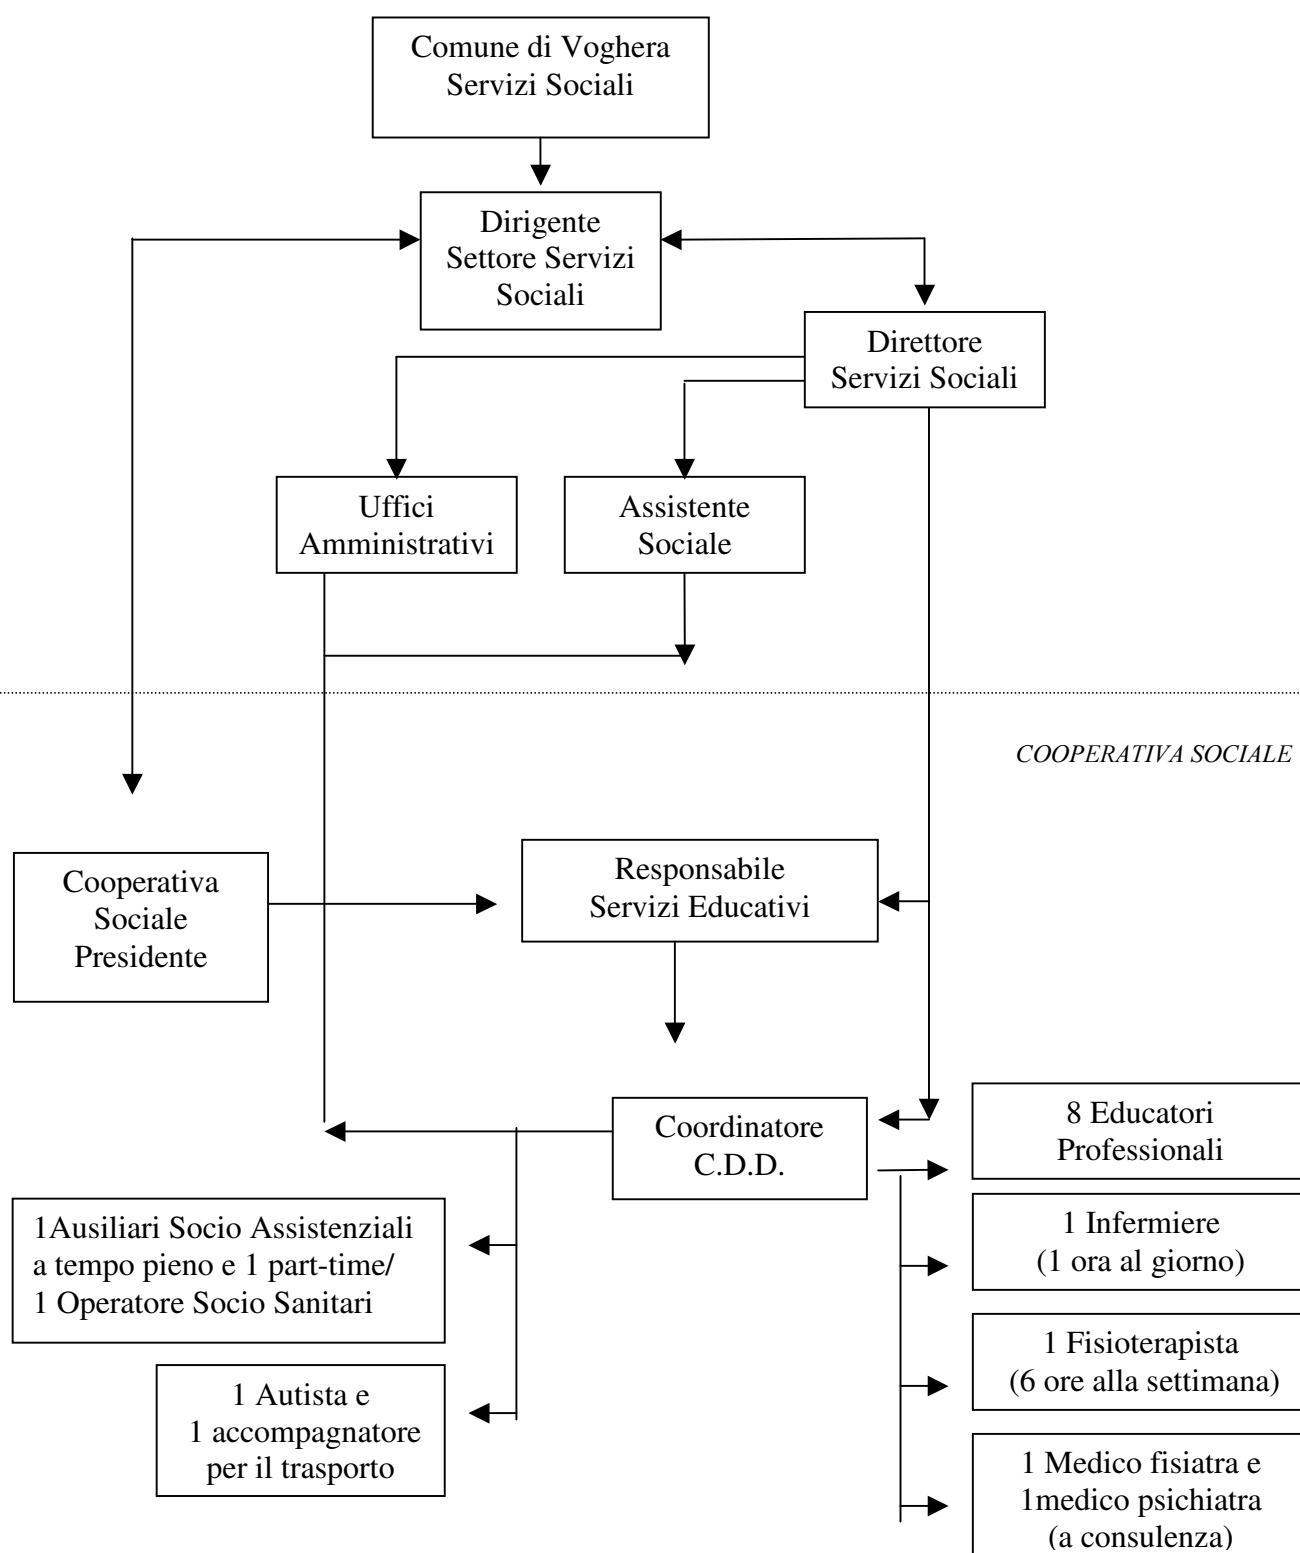 Comune di Voghera
Servizi Sociali
Dirigente
Settore Servizi
Sociali
Direttore
Servizi Sociali
Uffici
Amministrativi
Assistente
Sociale
COOPERATIVA SOCIALE
Cooperativa
Sociale
Presidente
Responsabile
Servizi Educativi
Coordinatore
C.D.D.
8 Educatori
Professionali
1 Infermiere
(1 ora al giorno)
1 Fisioterapista
(6 ore alla settimana)
1 Medico fisiatra e
1medico psichiatra
(a consulenza)
1Ausiliari Socio Assistenziali
a tempo pieno e 1 part-time/
1 Operatore Socio Sanitari
1 Autista e
1 accompagnatore
per il trasporto